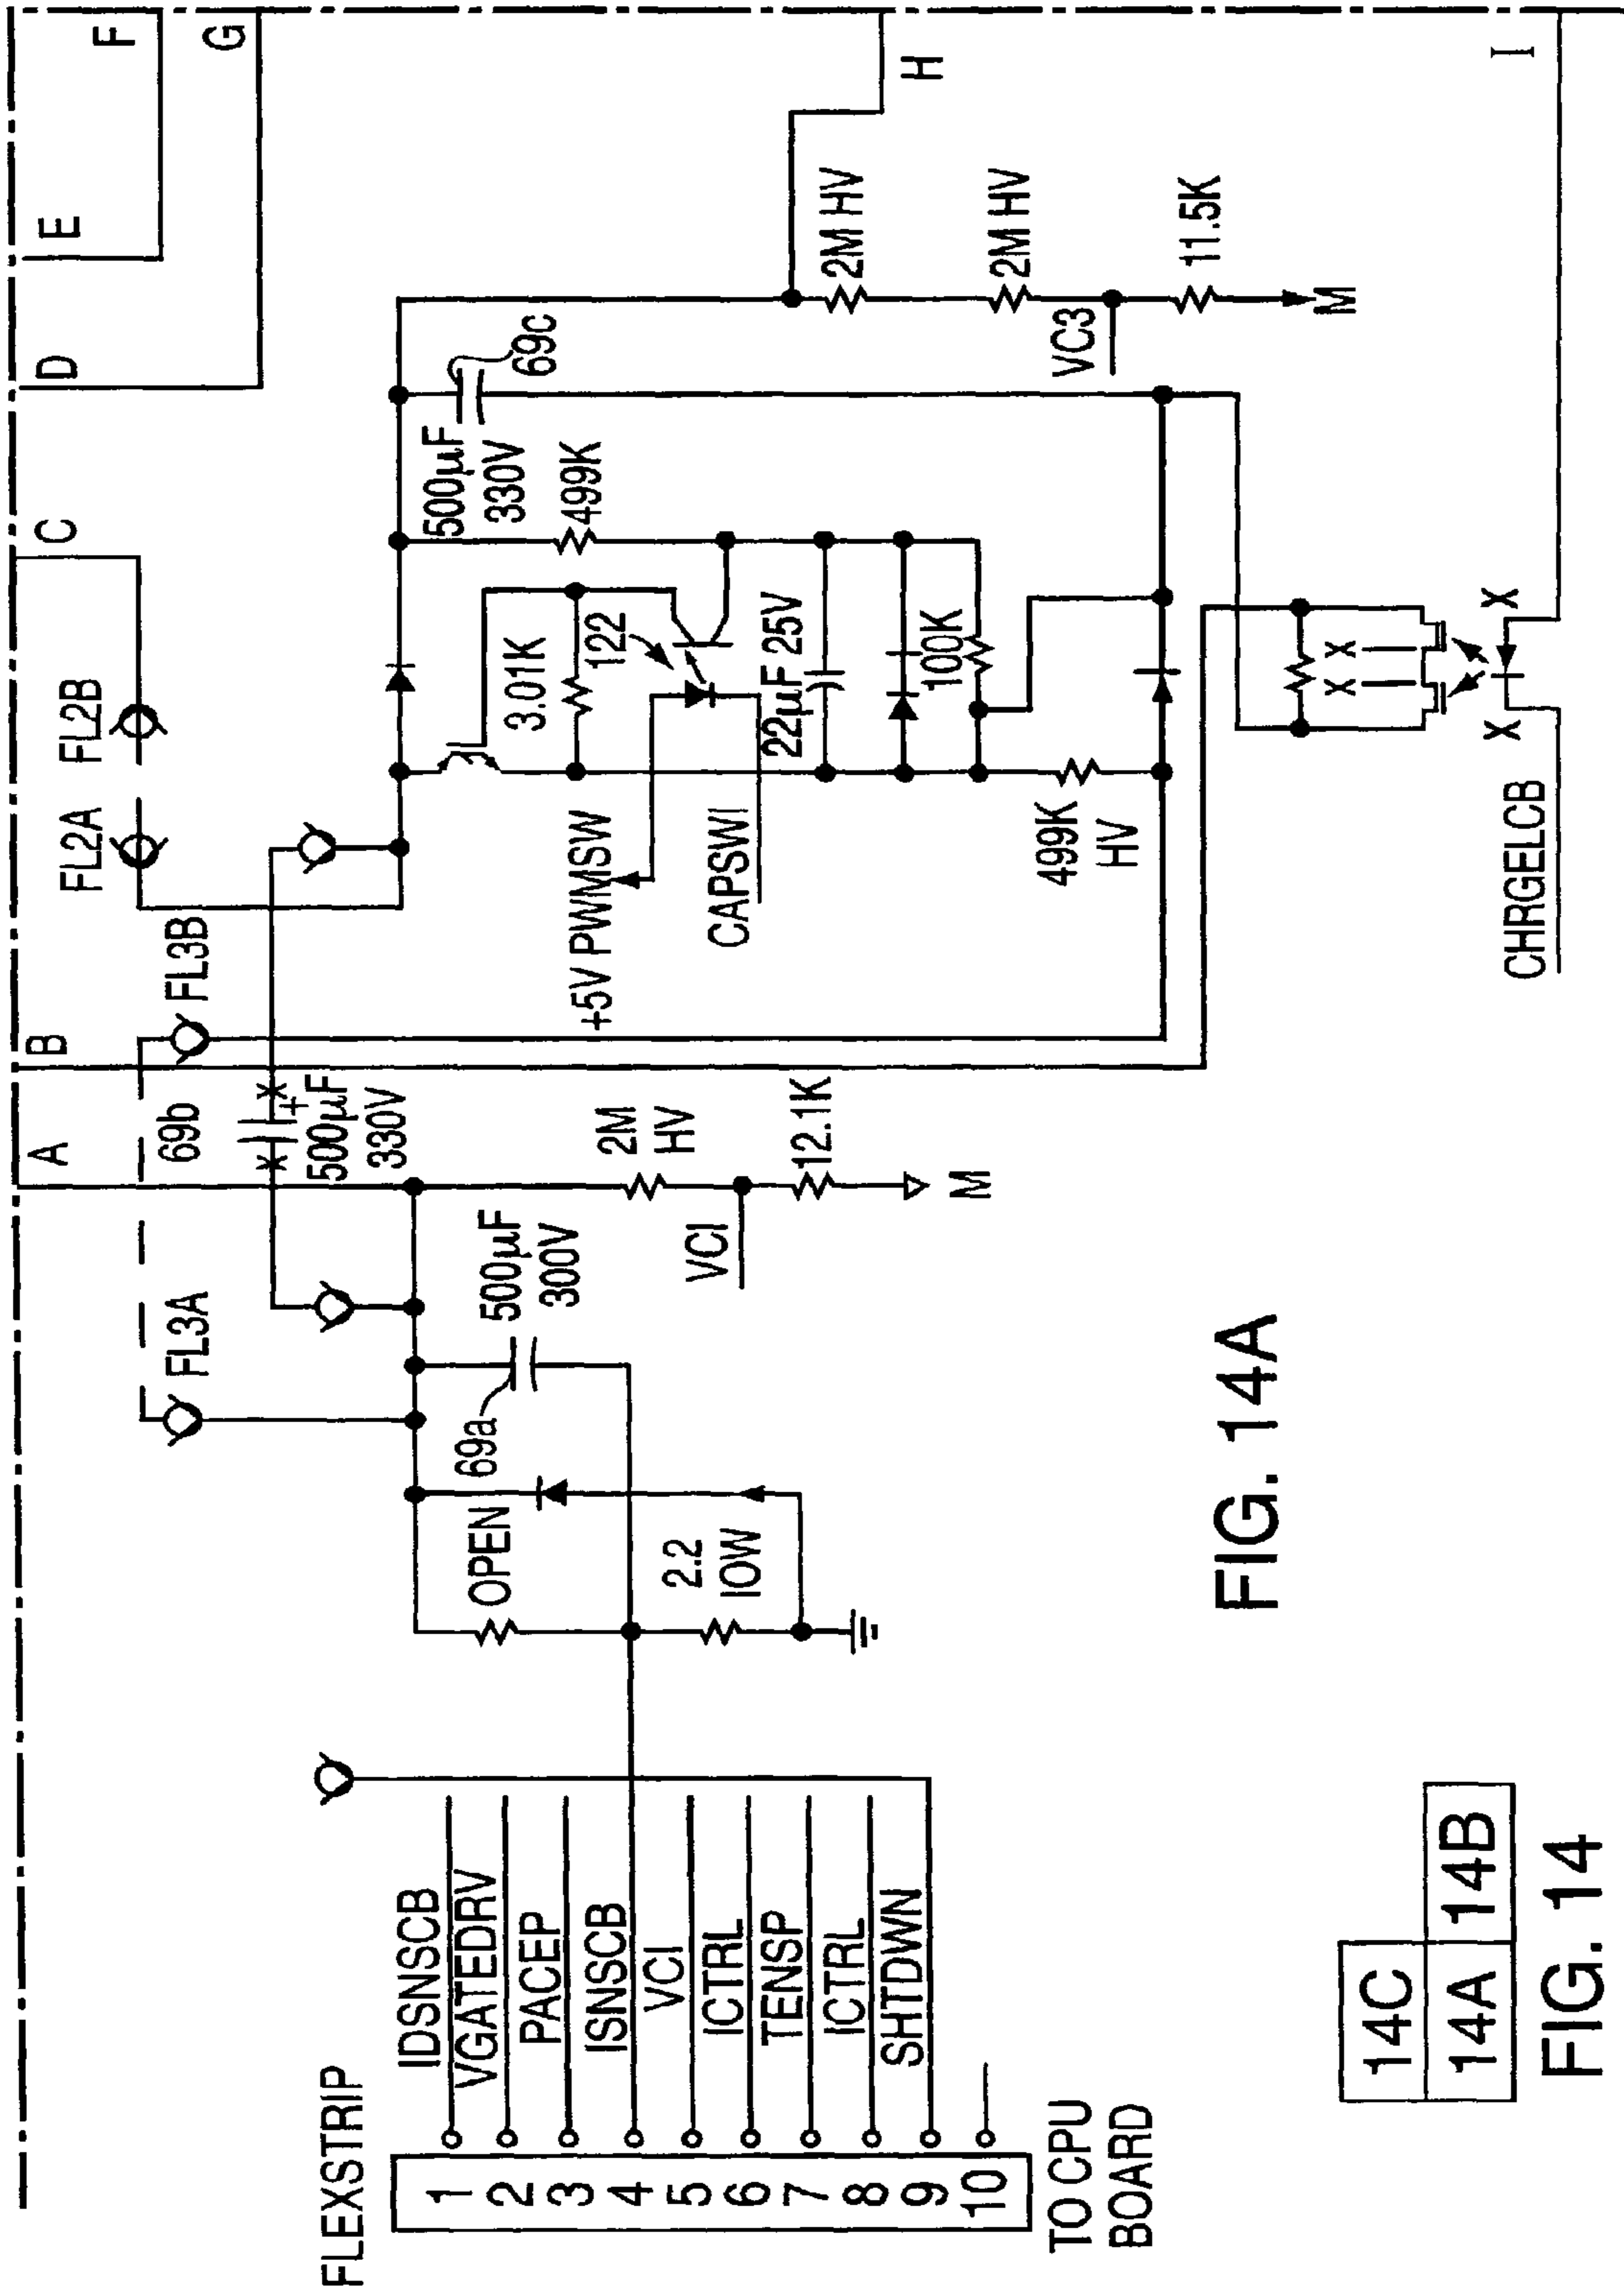 FLEXSTRIP
1 IDSNSCB
2 VGATEDRV
3 PACEP
4 ISNSCB
5 VCI
6 ICTRL
7 TENSP
8 ICTRL
9 SHTDWN
10
TO CPU
BOARD
A
B
C
D
E
F
G
H
I
FL3A
FL3B
FL2A
FL2B
69b
X
X
+
500µF
330V
OPEN
69a
500µF
300V
2.2
IOW
2M
HV
VCI
12.1K
M
3.01K
122
+5V PWMSW
CAPSWI
22µF 25V
100K
499K
HV
499K
500µF
330V
69c
2M HV
2M HV
VC3
11.5K
M
X X
X
X
CHRGELCB
FIG. 14A
14C
14A 14B
FIG. 14